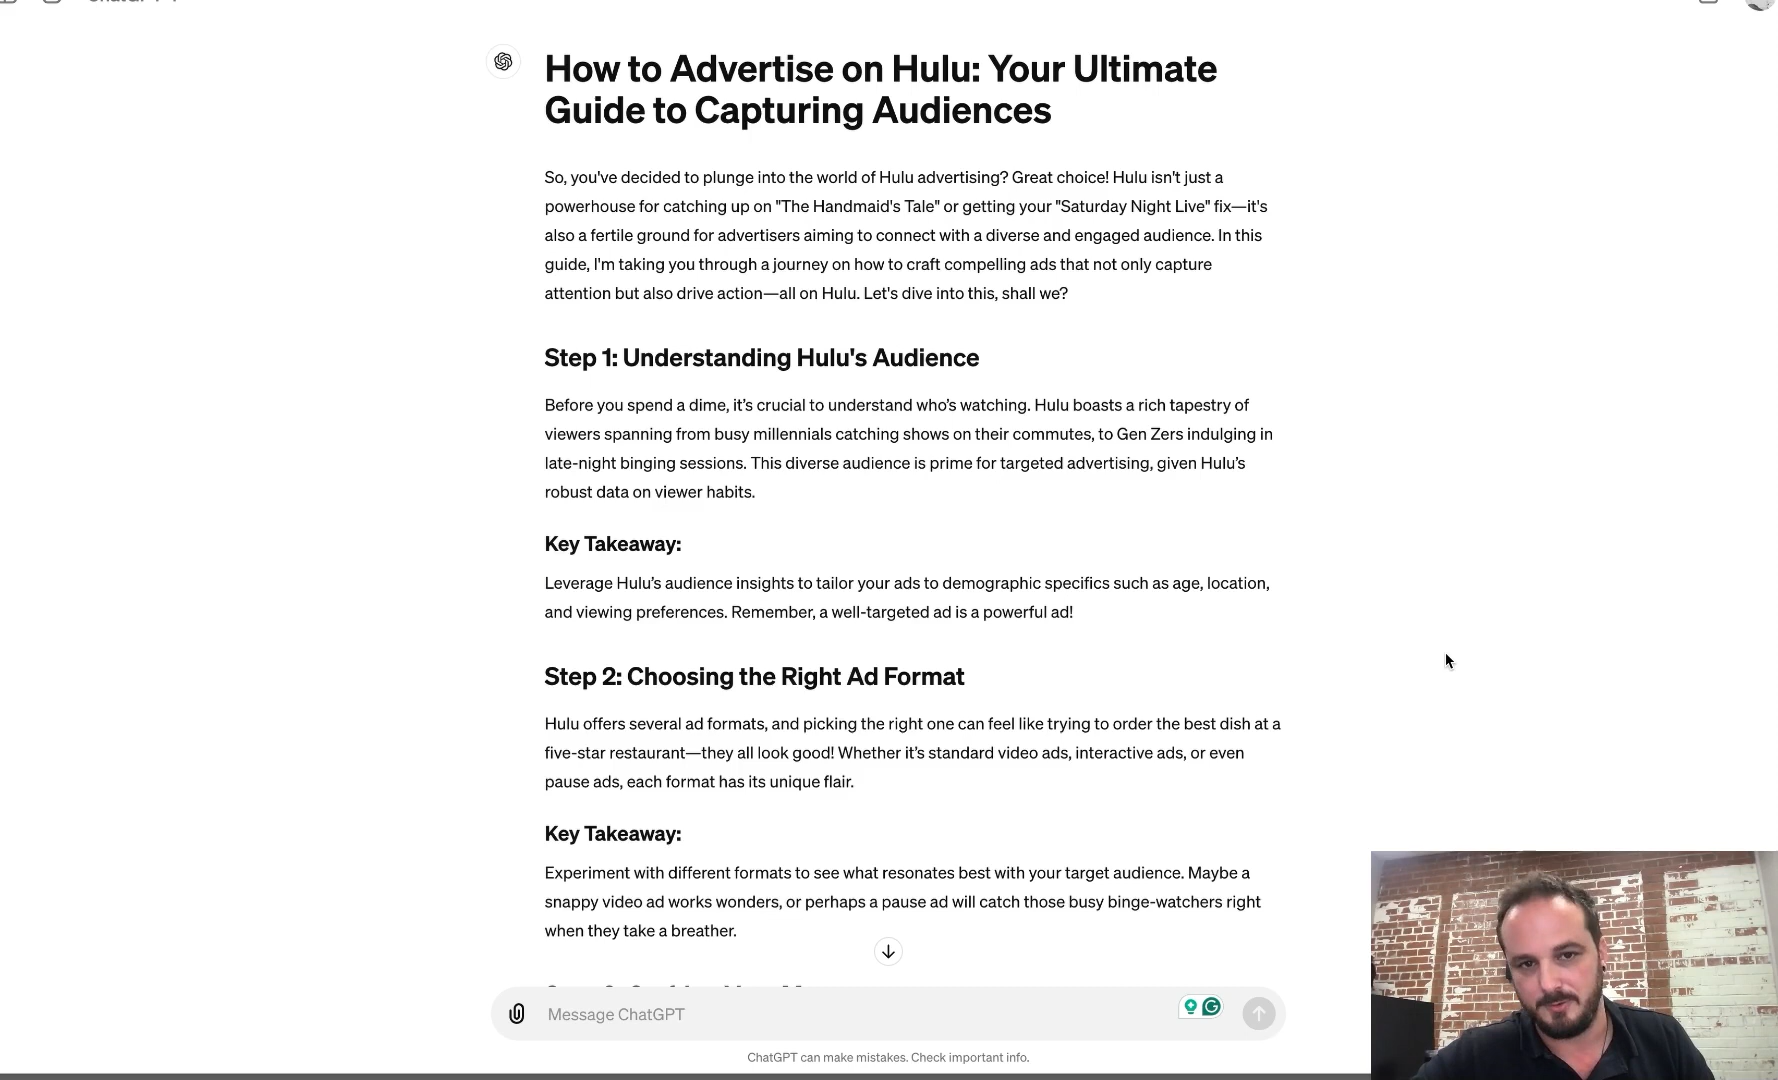 How to Advertise on Hulu: Your Ultimate
Guide to Capturing Audiences
So, you've decided to plunge into the world of Hulu advertising? Great choice! Hulu isn't just a
powerhouse for catching up on "The Handmaid's Tale" or getting your "Saturday Night Live" fix—it's
also a fertile ground for advertisers aiming to connect with a diverse and engaged audience. In this
guide, I'm taking you through a journey on how to craft compelling ads that not only capture
attention but also drive action—all on Hulu. Let's dive into this, shall we?
Step 1: Understanding Hulu's Audience
Before you spend a dime, it’s crucial to understand who’s watching. Hulu boasts a rich tapestry of
viewers spanning from busy millennials catching shows on their commutes, to Gen Zers indulging in
late-night binging sessions. This diverse audience is prime for targeted advertising, given Hulu’s
robust data on viewer habits.
Key Takeaway:
Leverage Hulu’s audience insights to tailor your ads to demographic specifics such as age, location,
and viewing preferences. Remember, a well-targeted ad is a powerful ad!
Step 2: Choosing the Right Ad Format
Hulu offers several ad formats, and picking the right one can feel like trying to order the best dish at a
five-star restaurant—they all look good! Whether it’s standard video ads, interactive ads, or even
pause ads, each format has its unique flair.
Key Takeaway:
Experiment with different formats to see what resonates best with your target audience. Maybe a
snappy video ad works wonders, or perhaps a pause ad will catch those busy binge-watchers right
when they take a breather.
Message ChatGPT
ChatGPT can make mistakes. Check important info.